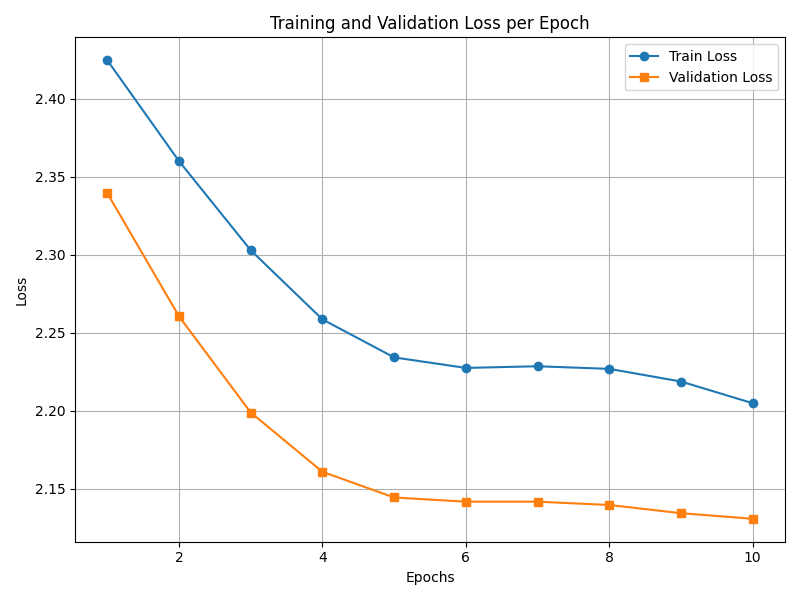 Training and Validation Loss per Epoch
Train Loss
Validation Loss
2.40
2.35
2.30
2.25
2.20
2.15
Loss
2
4
6
8
10
Epochs